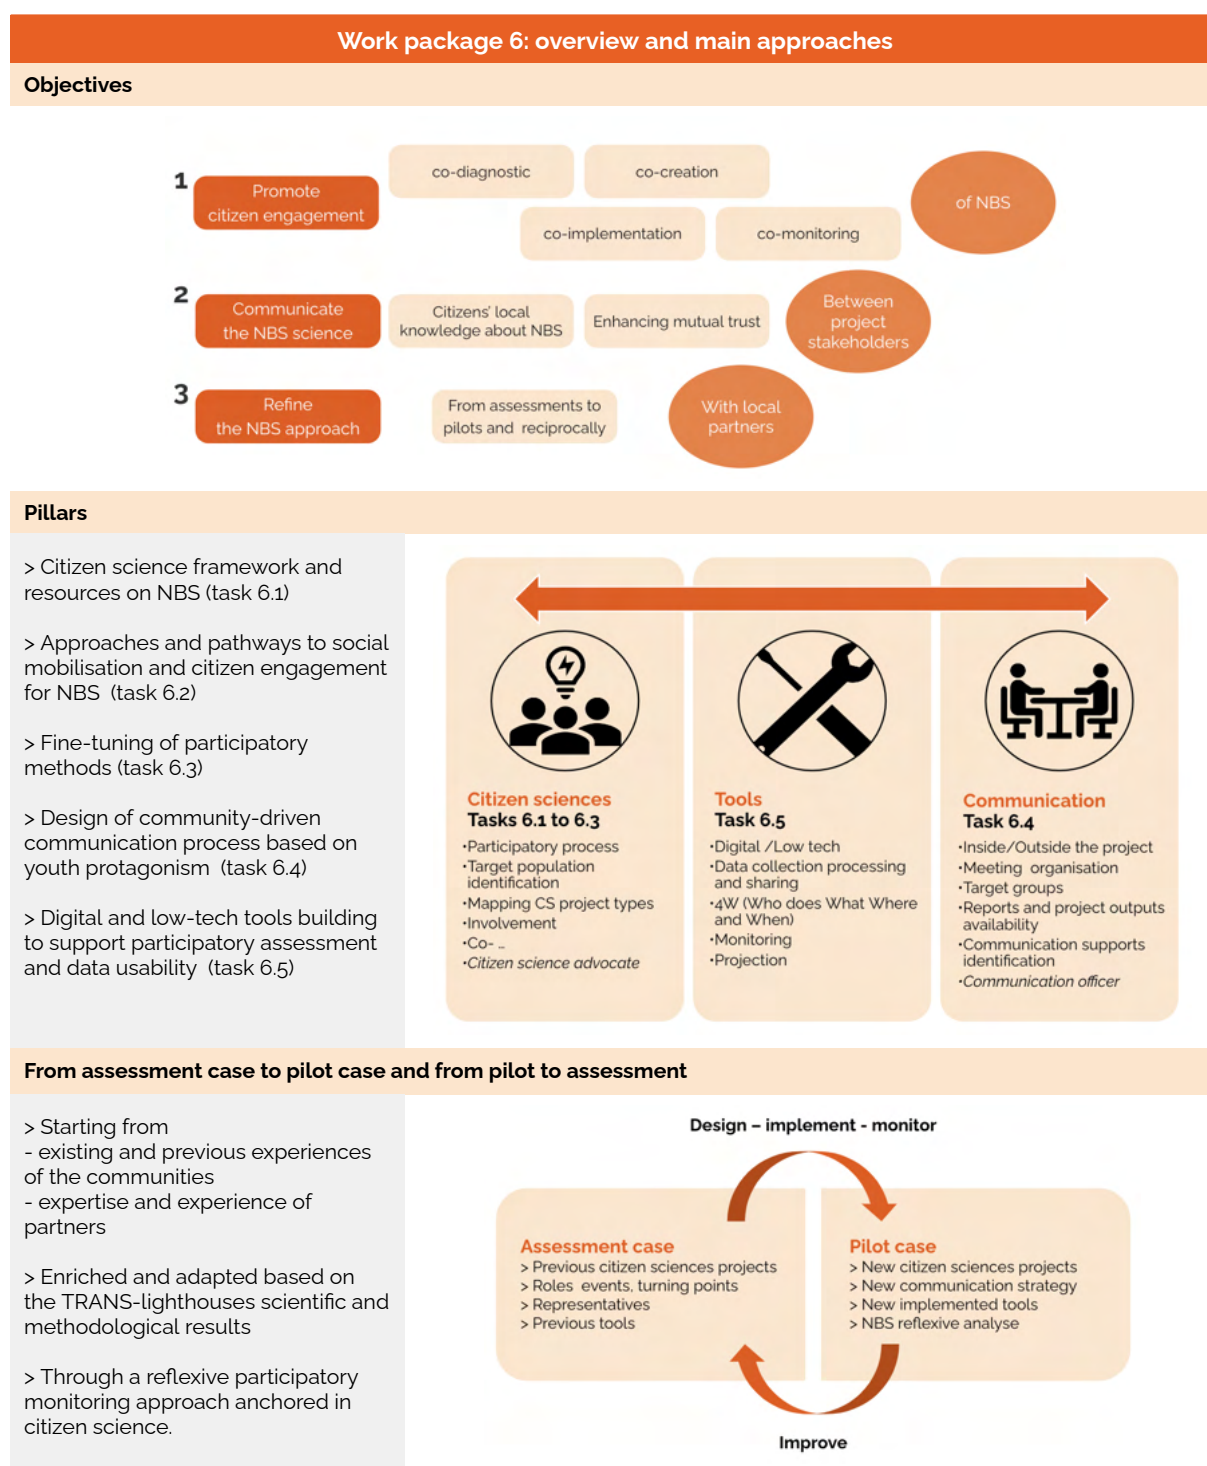 Work package 6: overview and main approaches
Objectives
1
Promote
citizen engagement
co-diagnostic
co-creation
co-implementation
co-monitoring
of NBS
2
Communicate
the NBS science
Citizens' local
knowledge about NBS
Enhancing mutual trust
Between
project
stakeholders
3
Refine
the NBS approach
From assessments to
pilots and reciprocally
With local
partners
Pillars
> Citizen science framework and
resources on NBS (task 6.1)
> Approaches and pathways to social
mobilisation and citizen engagement
for NBS (task 6.2)
> Fine-tuning of participatory
methods (task 6.3)
> Design of community-driven
communication process based on
youth protagonism (task 6.4)
> Digital and low-tech tools building
to support participatory assessment
and data usability (task 6.5)
Citizen sciences
Tasks 6.1 to 6.3
•Participatory process
•Target population
identification
•Mapping CS project types
•Involvement
•Co- …
•Citizen science advocate
Tools
Task 6.5
•Digital /Low tech
•Data collection processing
and sharing
•4W (Who does What Where
and When)
•Monitoring
•Projection
Communication
Task 6.4
•Inside/Outside the project
•Meeting organisation
•Target groups
•Reports and project outputs
availability
•Communication supports
identification
•Communication officer
From assessment case to pilot case and from pilot to assessment
> Starting from
- existing and previous experiences
of the communities
- expertise and experience of
partners
> Enriched and adapted based on
the TRANS-lighthouses scientific and
methodological results
> Through a reflexive participatory
monitoring approach anchored in
citizen science.
Design – implement - monitor
Assessment case
> Previous citizen sciences projects
> Roles events, turning points
> Representatives
> Previous tools
Pilot case
> New citizen sciences projects
> New communication strategy
> New implemented tools
> NBS reflexive analyse
Improve